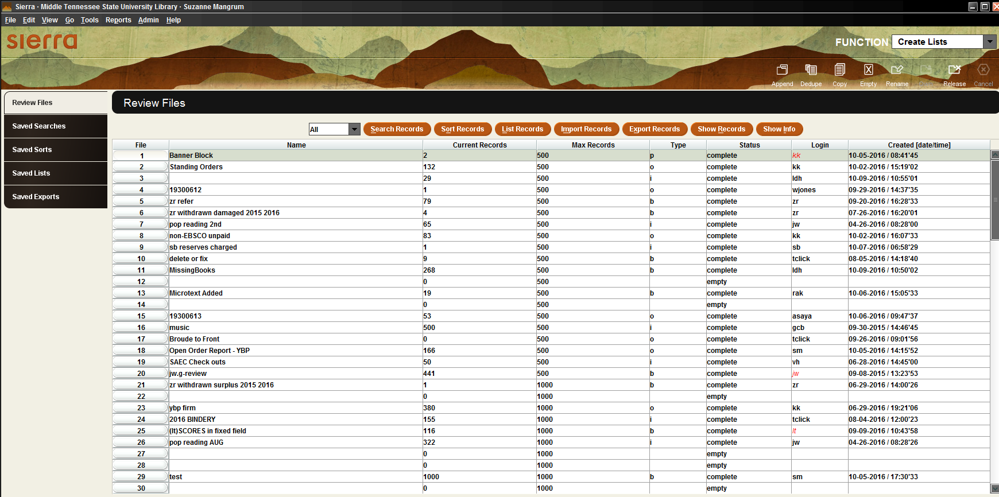 Sierra · Middle Tennessee State University Library · Suzanne Mangrum
File Edit View Go Tools Reports Admin Help
sierra
FUNCTION Create Lists
Append Dedupe Copy Empty Rename Release Cancel
Review Files
Saved Searches
Saved Sorts
Saved Lists
Saved Exports
Review Files
All Search Records Sort Records List Records Import Records Export Records Show Records Show Info
File Name Current Records Max Records Type Status Login Created [date/time]
1 Banner Block 2 500 p complete kk 10-05-2016 / 08:41'45
2 Standing Orders 132 500 o complete kk 10-02-2016 / 15:19'02
3 29 500 i complete ldh 10-09-2016 / 10:55'01
4 19300612 1 500 o complete wjones 09-29-2016 / 14:37'35
5 zr refer 79 500 b complete zr 09-20-2016 / 16:28'33
6 zr withdrawn damaged 2015 2016 4 500 b complete zr 07-26-2016 / 16:20'01
7 pop reading 2nd 65 500 i complete jw 04-26-2016 / 08:28'00
8 non-EBSCO unpaid 83 500 o complete kk 10-02-2016 / 16:07'33
9 sb reserves charged 1 500 i complete sb 10-07-2016 / 06:58'29
10 delete or fix 9 500 b complete tclick 08-05-2016 / 14:18'40
11 MissingBooks 268 500 b complete ldh 10-09-2016 / 10:50'02
12 0 500 empty
13 Microtext Added 19 500 b complete rak 10-06-2016 / 15:05'33
14 0 500 empty
15 19300613 53 500 o complete asaya 10-06-2016 / 09:47'37
16 music 500 500 i complete gcb 09-30-2015 / 14:46'45
17 Broude to Front 0 500 o complete tclick 09-26-2016 / 09:01'56
18 Open Order Report - YBP 166 500 o complete sm 10-05-2016 / 14:15'52
19 SAEC Check outs 50 500 i complete vh 06-28-2016 / 14:45'00
20 jw.g-review 441 500 b complete jw 09-08-2015 / 13:23'53
21 zr withdrawn surplus 2015 2016 1 1000 b complete zr 06-29-2016 / 14:00'26
22 0 1000 empty
23 ybp firm 380 1000 o complete kk 06-29-2016 / 19:21'06
24 2016 BINDERY 155 1000 i complete tclick 08-04-2016 / 12:00'23
25 (lt)SCORES in fixed field 116 1000 b complete lt 09-09-2016 / 10:43'58
26 pop reading AUG 322 1000 i complete jw 04-26-2016 / 08:28'26
27 0 1000 empty
28 0 1000 empty
29 test 1000 1000 b complete sm 10-05-2016 / 17:30'33
30 0 1000 empty